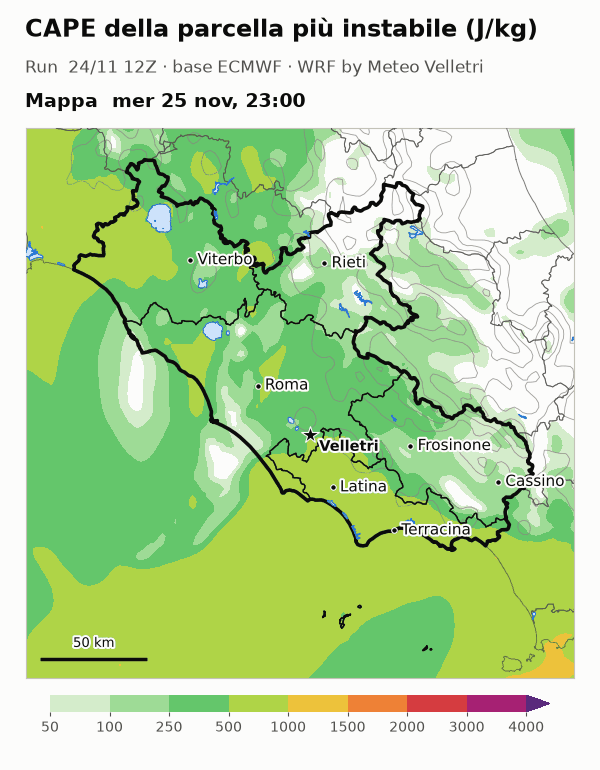 CAPE della parcella più instabile (J/kg)
Run  24/11 12Z · base ECMWF · WRF by Meteo Velletri
Mappa  mer 25 nov, 23:00
Viterbo
Rieti
Roma
Velletri
Frosinone
Cassino
Latina
Terracina
50 km
50 100 250 500 1000 1500 2000 3000 4000